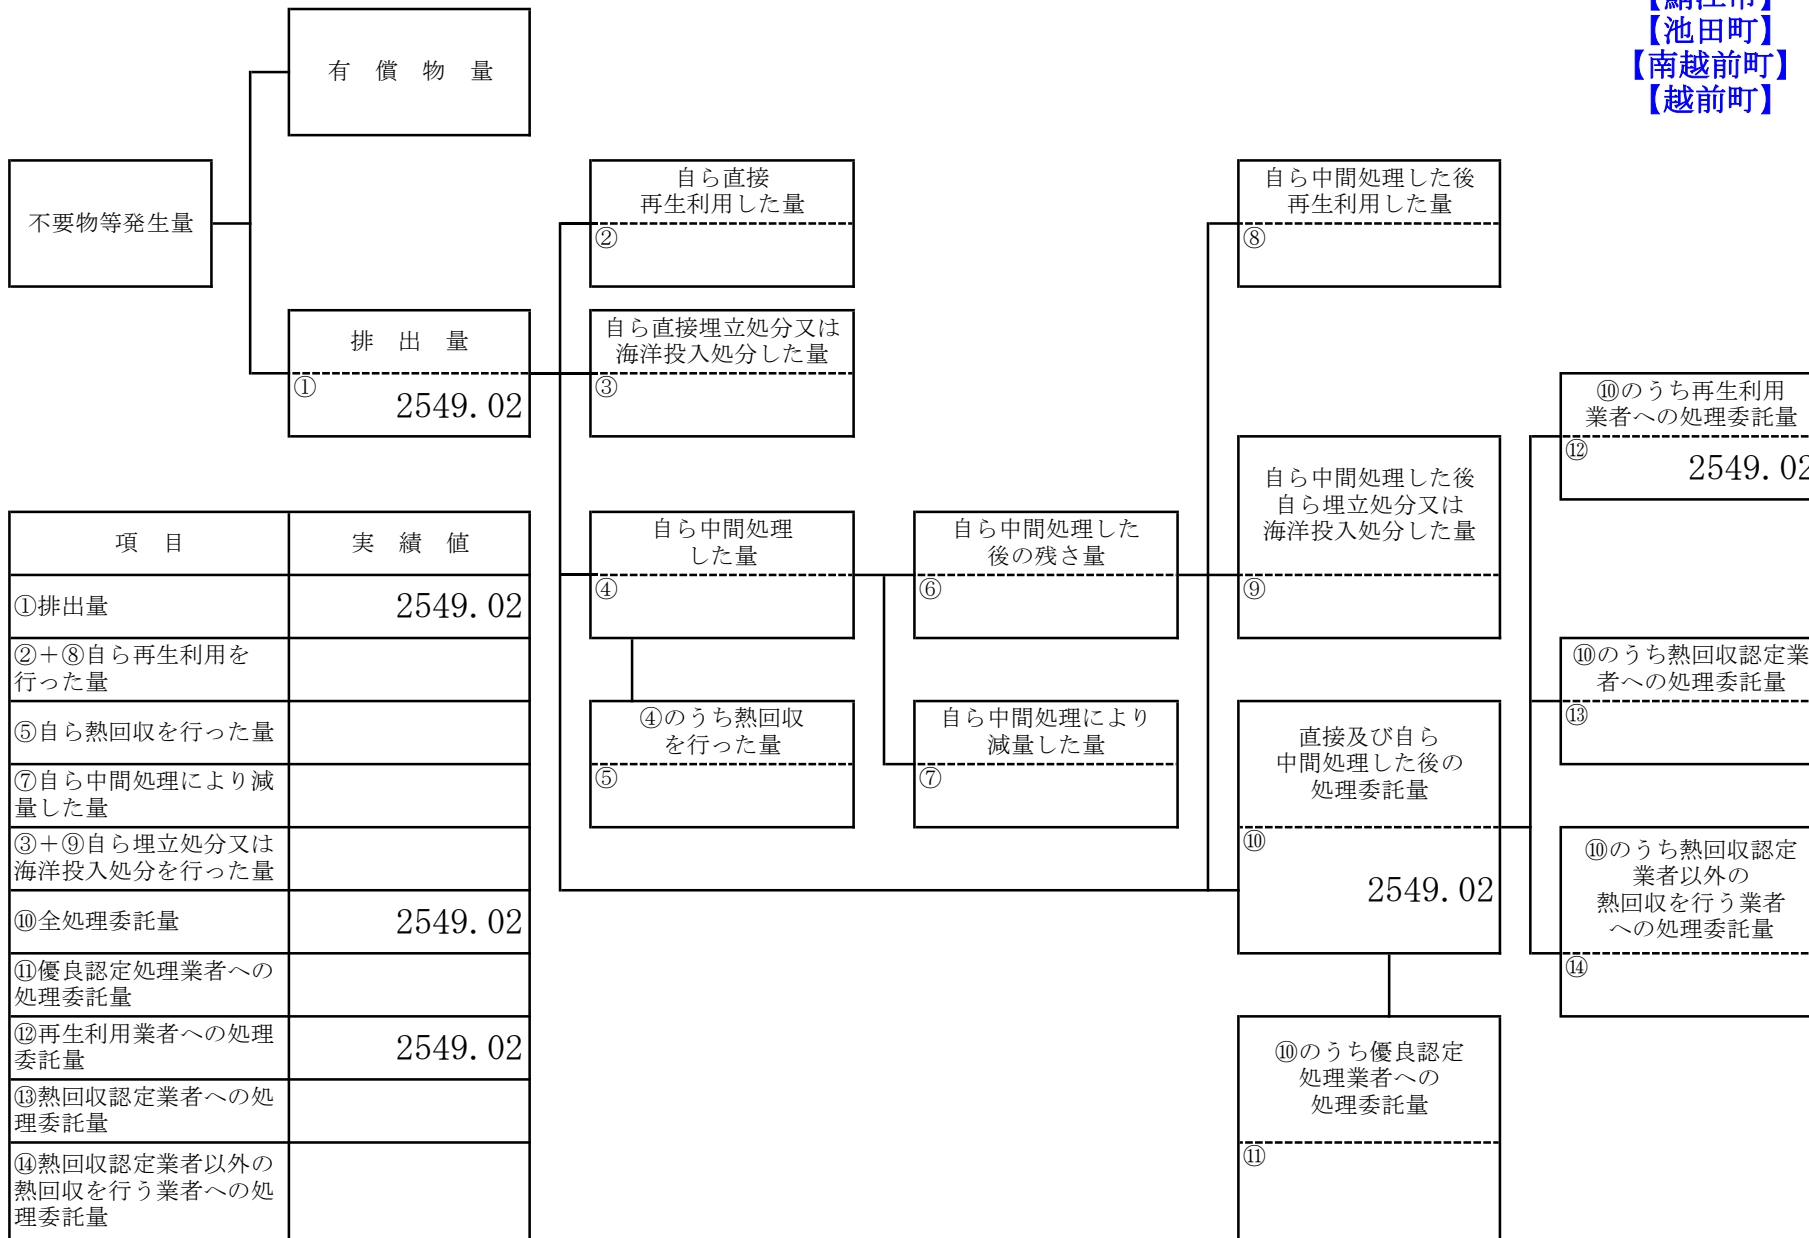 【鯖江市】
【池田町】
【南越前町】
【越前町】
有 償 物 量
不要物等発生量
自ら直接
再生利用した量
②
自ら中間処理した後
再生利用した量
⑧
排 出 量
①
2549.02
自ら直接埋立処分又は
海洋投入処分した量
③
⑩のうち再生利用
業者への処理委託量
⑫
2549.02
自ら中間処理した後
自ら埋立処分又は
海洋投入処分した量
⑨
自ら中間処理
した量
④
自ら中間処理した
後の残さ量
⑥
④のうち熱回収
を行った量
⑤
自ら中間処理により
減量した量
⑦
⑩のうち熱回収認定業
者への処理委託量
⑬
直接及び自ら
中間処理した後の
処理委託量
⑩
2549.02
⑩のうち熱回収認定
業者以外の
熱回収を行う業者
への処理委託量
⑭
⑩のうち優良認定
処理業者への
処理委託量
⑪
項 目
実 績 値
①排出量
2549.02
②＋⑧自ら再生利用を
行った量
⑤自ら熱回収を行った量
⑦自ら中間処理により減
量した量
③＋⑨自ら埋立処分又は
海洋投入処分を行った量
⑩全処理委託量
2549.02
⑪優良認定処理業者への
処理委託量
⑫再生利用業者への処理
委託量
2549.02
⑬熱回収認定業者への処
理委託量
⑭熱回収認定業者以外の
熱回収を行う業者への処
理委託量